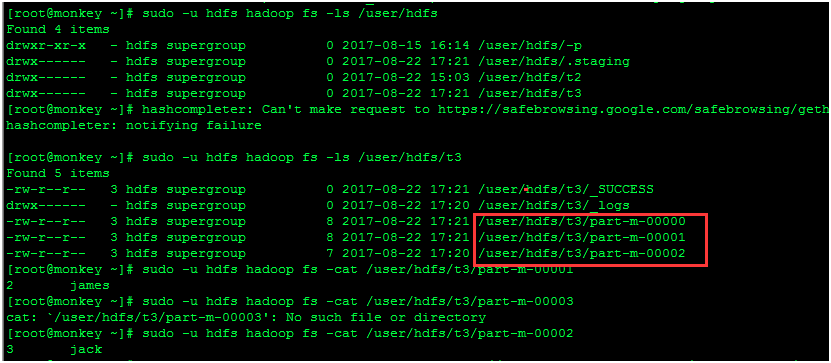 [root@monkey ~]# sudo -u hdfs hadoop fs -ls /user/hdfs
Found 4 items
drwxr-xr-x   - hdfs supergroup          0 2017-08-15 16:14 /user/hdfs/-p
drwx------   - hdfs supergroup          0 2017-08-22 17:21 /user/hdfs/.staging
drwx------   - hdfs supergroup          0 2017-08-22 15:03 /user/hdfs/t2
drwx------   - hdfs supergroup          0 2017-08-22 17:21 /user/hdfs/t3
[root@monkey ~]# hashcompleter: Can't make request to https://safebrowsing.google.com/safebrowsing/geth
hashcompleter: notifying failure
[root@monkey ~]# sudo -u hdfs hadoop fs -ls /user/hdfs/t3
Found 5 items
-rw-r--r--   3 hdfs supergroup          0 2017-08-22 17:21 /user/hdfs/t3/_SUCCESS
drwx------   - hdfs supergroup          0 2017-08-22 17:20 /user/hdfs/t3/_logs
-rw-r--r--   3 hdfs supergroup          8 2017-08-22 17:21 /user/hdfs/t3/part-m-00000
-rw-r--r--   3 hdfs supergroup          8 2017-08-22 17:21 /user/hdfs/t3/part-m-00001
-rw-r--r--   3 hdfs supergroup          7 2017-08-22 17:20 /user/hdfs/t3/part-m-00002
[root@monkey ~]# sudo -u hdfs hadoop fs -cat /user/hdfs/t3/part-m-00001
2       james
[root@monkey ~]# sudo -u hdfs hadoop fs -cat /user/hdfs/t3/part-m-00003
cat: `/user/hdfs/t3/part-m-00003': No such file or directory
[root@monkey ~]# sudo -u hdfs hadoop fs -cat /user/hdfs/t3/part-m-00002
3       jack